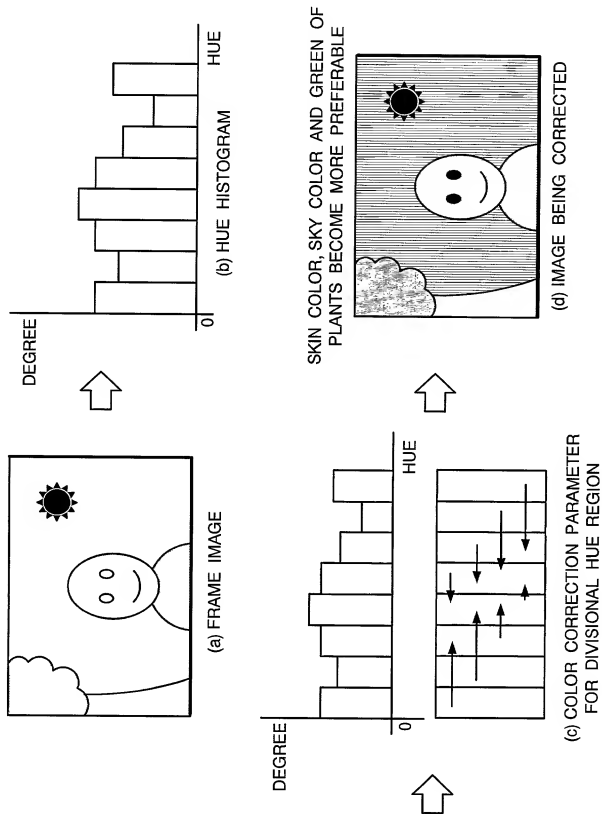 (a) FRAME IMAGE
DEGREE
0
HUE
(b) HUE HISTOGRAM
DEGREE
0
HUE
(c) COLOR CORRECTION PARAMETER
FOR DIVISIONAL HUE REGION
SKIN COLOR, SKY COLOR AND GREEN OF
PLANTS BECOME MORE PREFERABLE
(d) IMAGE BEING CORRECTED